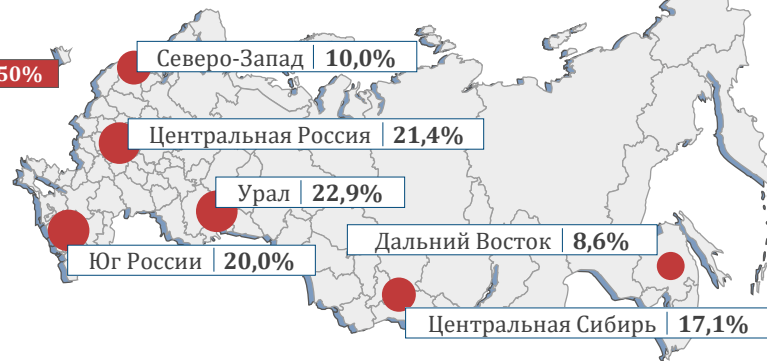 Северо-Запад | 10,0%
50%
Центральная Россия | 21,4%
Урал | 22,9%
Дальний Восток | 8,6%
Юг России | 20,0%
Центральная Сибирь | 17,1%